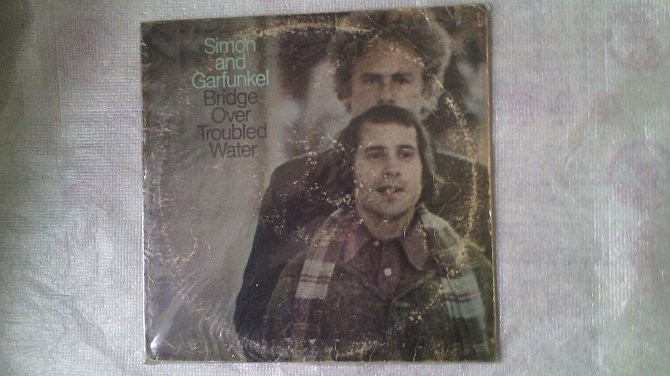 Simon
and
Garfunkel
Bridge
Over
Troubled
Water